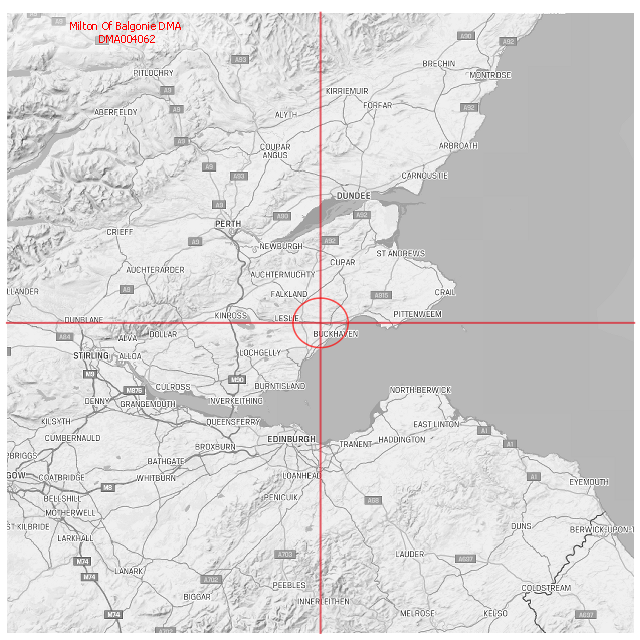 Milton Of Balgonie DMA
DMA004062
A90
A92
A93
BRECHIN
PITLOCHRY
MONTROSE
A9
KIRRIEMUIR
A9
FORFAR
A92
ABERFELDY
ALYTH
A9
COUPAR
ANGUS
ARBROATH
A9
A93
CARNOUSTIE
DUNDEE
A9
A90
A92
PERTH
CRIEFF
A9
A92
NEWBURGH
ST ANDREWS
CUPAR
AUCHTERARDER
AUCHTERMUCHTY
LLANDER
A9
FALKLAND
A915
CRAIL
DUNBLANE
KINROSS
LESLIE
PITTENWEEM
A84
ALVA
DOLLAR
BUCKHAVEN
STIRLING
ALLOA
LOCHGELLY
M9
M90
CULROSS
BURNTISLAND
M876
NORTH BERWICK
DENNY
GRANGEMOUTH
INVERKEITHING
KILSYTH
QUEENSFERRY
EAST LINTON
A1
CUMBERNAULD
BROXBURN
EDINBURGH
TRANENT
HADDINGTON
A1
RBRIGGS
BATHGATE
GOW
COATBRIDGE
WHITBURN
LOANHEAD
A1
EYEMOUTH
M8
BELLSHILL
PENICUIK
A68
MOTHERWELL
ST KILBRIDE
DUNS
BERWICK-UPON-T
LARKHALL
A703
LAUDER
M74
A697
LANARK
M74
A702
PEEBLES
COLDSTREAM
BIGGAR
INNERLEITHEN
M74
MELROSE
KELSO
A697